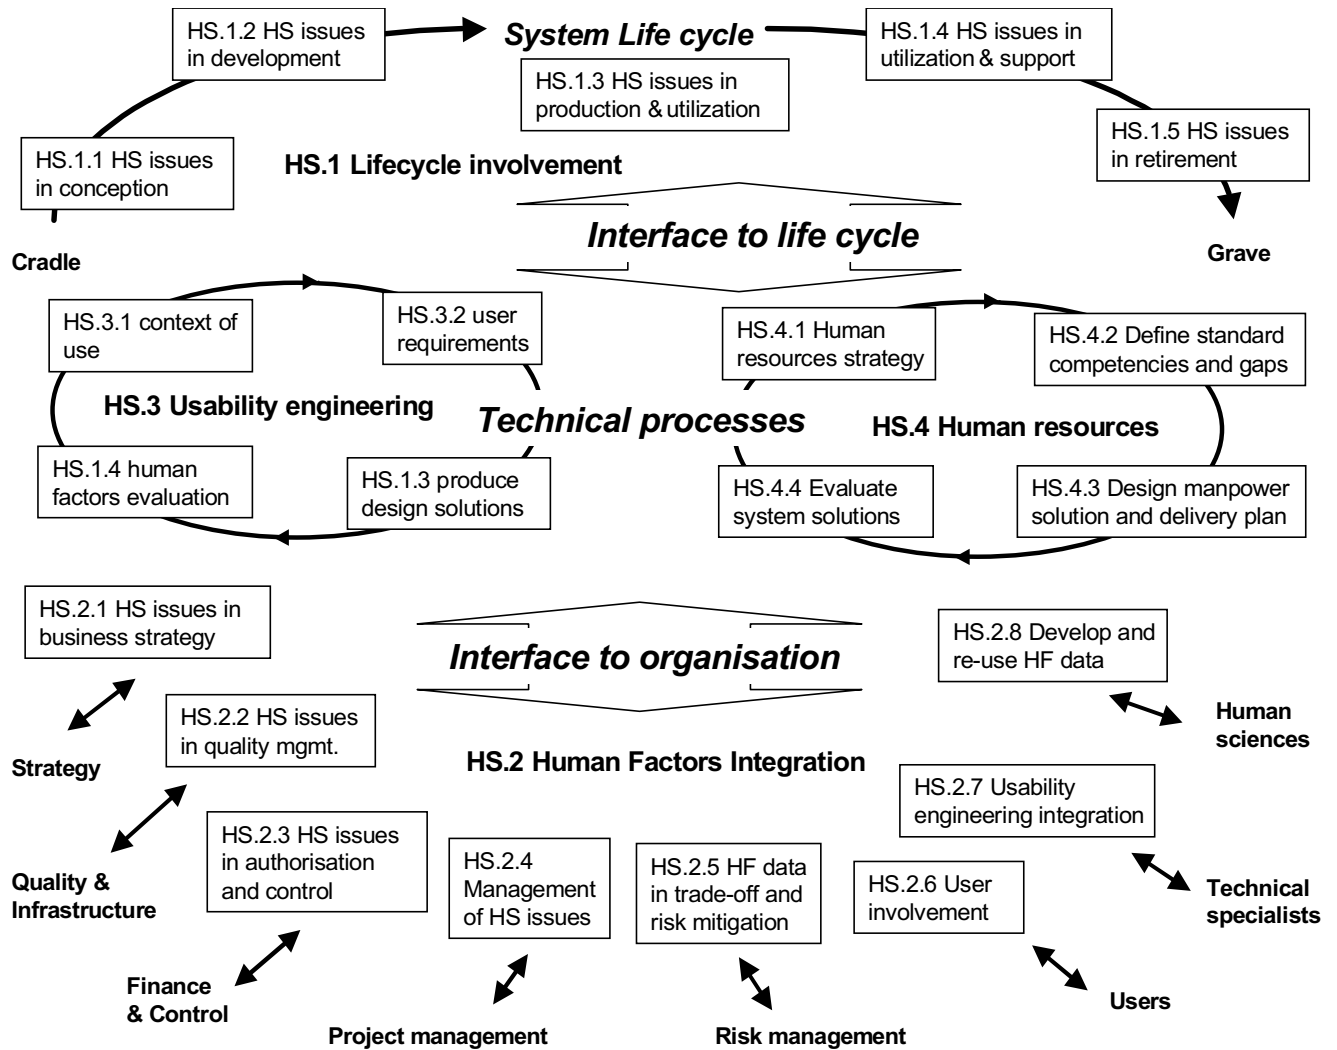 HS.1.2 HS issues
in development
System Life cycle
HS.1.4 HS issues in
utilization & support
HS.1.3 HS issues in
production & utilization
HS.1.1 HS issues
in conception
HS.1 Lifecycle involvement
HS.1.5 HS issues
in retirement
Interface to life cycle
Cradle
Grave
HS.3.1 context of
use
HS.3.2 user
requirements
HS.4.1 Human
resources strategy
HS.4.2 Define standard
competencies and gaps
HS.3 Usability engineering
Technical processes
HS.4 Human resources
HS.1.4 human
factors evaluation
HS.1.3 produce
design solutions
HS.4.4 Evaluate
system solutions
HS.4.3 Design manpower
solution and delivery plan
HS.2.1 HS issues in
business strategy
Interface to organisation
HS.2.8 Develop and
re-use HF data
HS.2.2 HS issues
in quality mgmt.
Strategy
Human
sciences
HS.2 Human Factors Integration
HS.2.7 Usability
engineering integration
HS.2.3 HS issues
in authorisation
and control
HS.2.4
Management
of HS issues
HS.2.5 HF data
in trade-off and
risk mitigation
HS.2.6 User
involvement
Quality &
Infrastructure
Technical
specialists
Finance
& Control
Users
Project management
Risk management